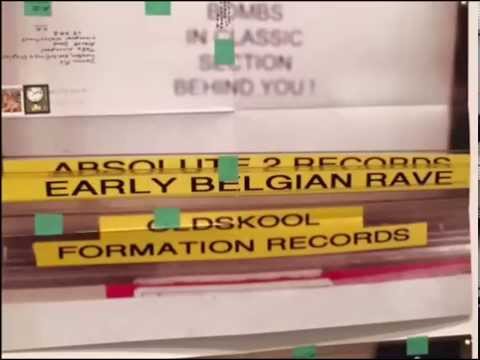 BOMBS
IN CLASSIC
SECTION
BEHIND YOU!
ABSOLUTE 2 RECORDS
EARLY BELGIAN RAVE
OLDSKOOL
FORMATION RECORDS